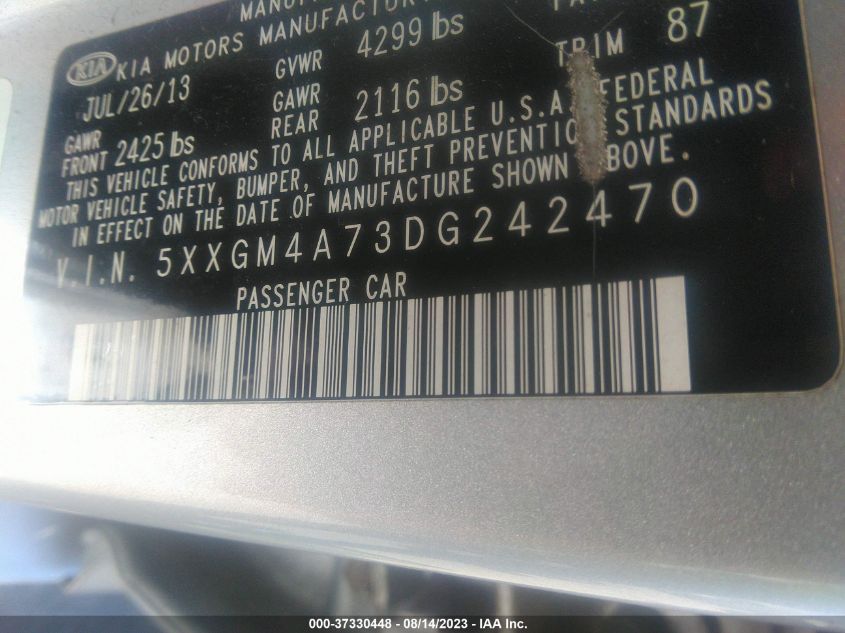 KIA KIA MOTORS MANUFACTUR
JUL/26/13 GVWR 4299 lbs TRIM 87
GAWR FRONT 2425 lbs GAWR REAR 2116 lbs
THIS VEHICLE CONFORMS TO ALL APPLICABLE U.S.A FEDERAL
MOTOR VEHICLE SAFETY, BUMPER, AND THEFT PREVENTION STANDARDS
IN EFFECT ON THE DATE OF MANUFACTURE SHOWN ABOVE.
V.I.N. 5XXGM4A73DG242470
PASSENGER CAR
000-37330448 - 08/14/2023 - IAA Inc.